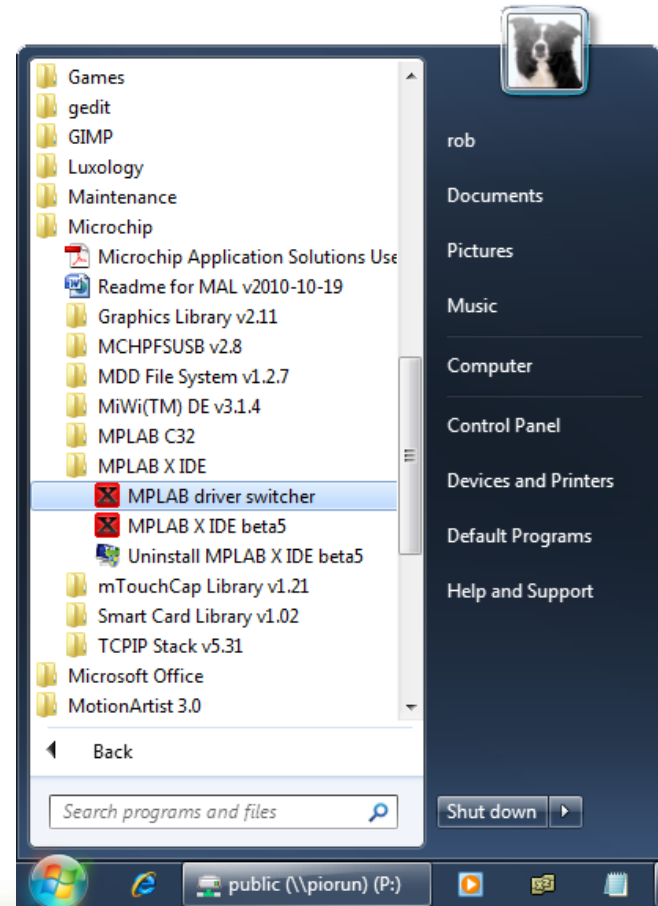 Games
gedit
GIMP
Luxology
Maintenance
Microchip
Microchip Application Solutions Use
Readme for MAL v2010-10-19
Graphics Library v2.11
MCHPFSUSB v2.8
MDD File System v1.2.7
MiWi(TM) DE v3.1.4
MPLAB C32
MPLAB X IDE
MPLAB driver switcher
MPLAB X IDE beta5
Uninstall MPLAB X IDE beta5
mTouchCap Library v1.21
Smart Card Library v1.02
TCPIP Stack v5.31
Microsoft Office
MotionArtist 3.0
Back
Search programs and files
rob
Documents
Pictures
Music
Computer
Control Panel
Devices and Printers
Default Programs
Help and Support
Shut down
public (\\piorun) (P:)